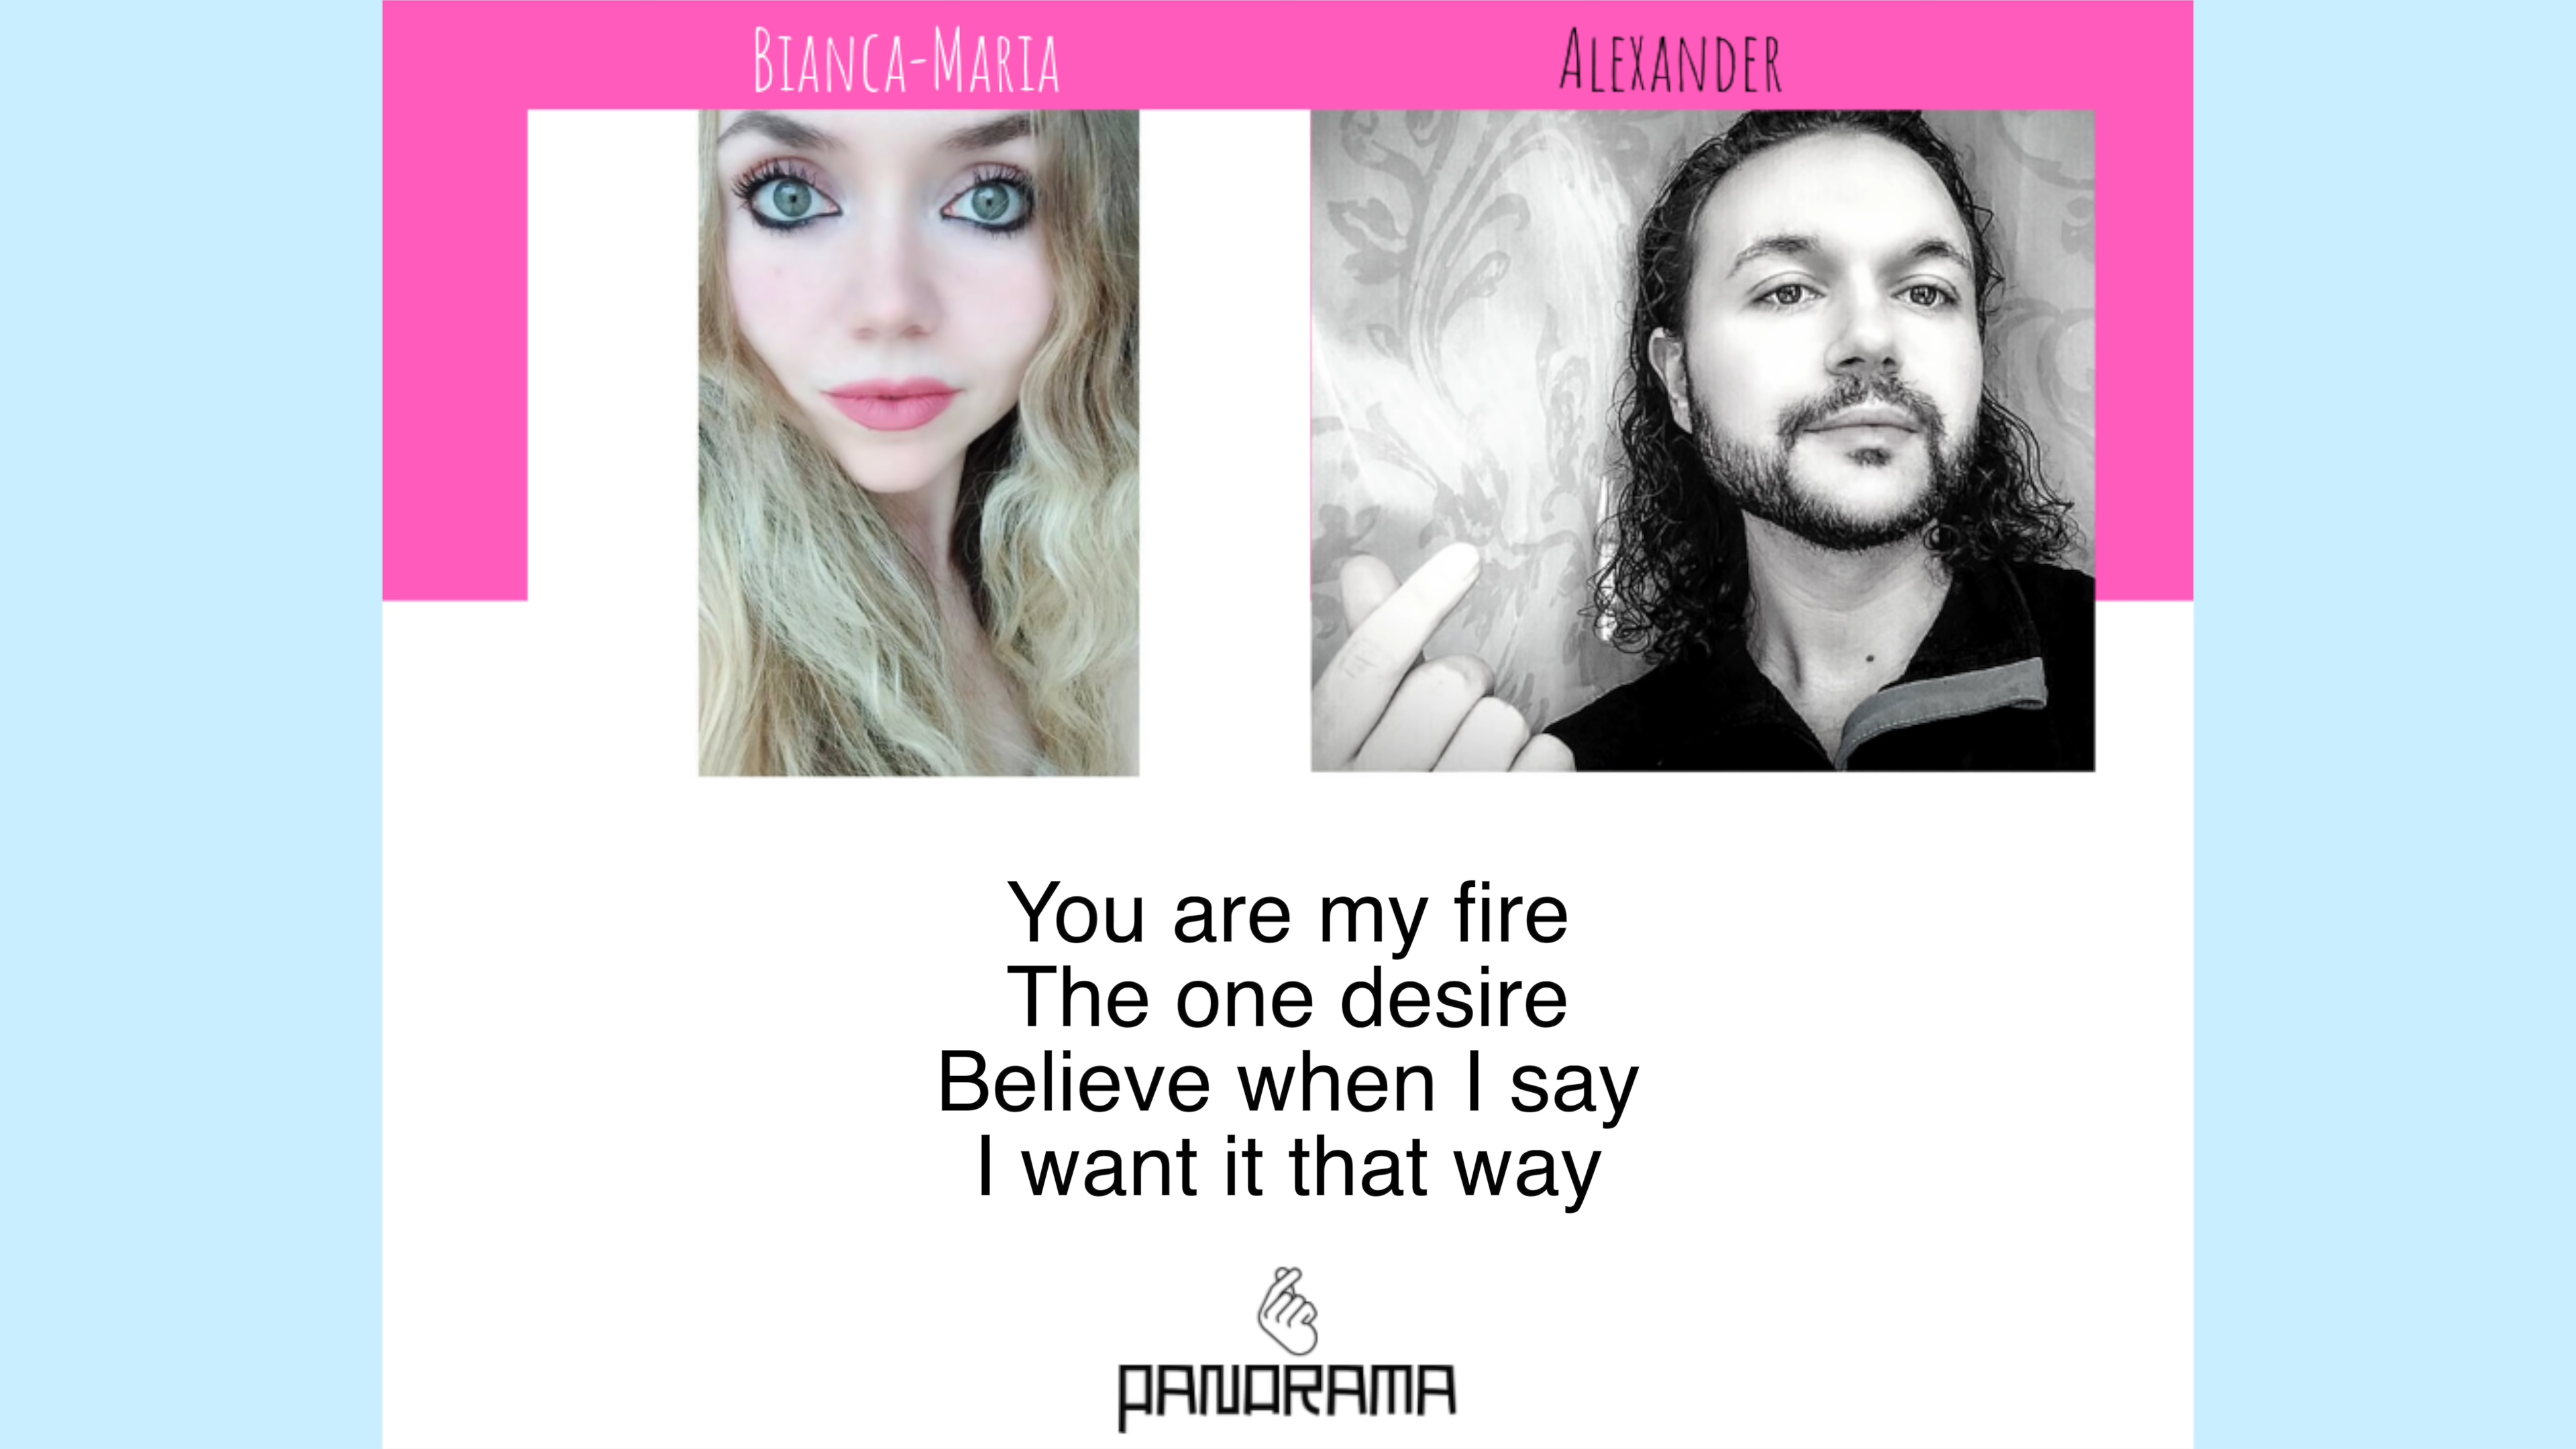 Bianca-Maria
Alexander
You are my fire
The one desire
Believe when I say
I want it that way
PANORAMA